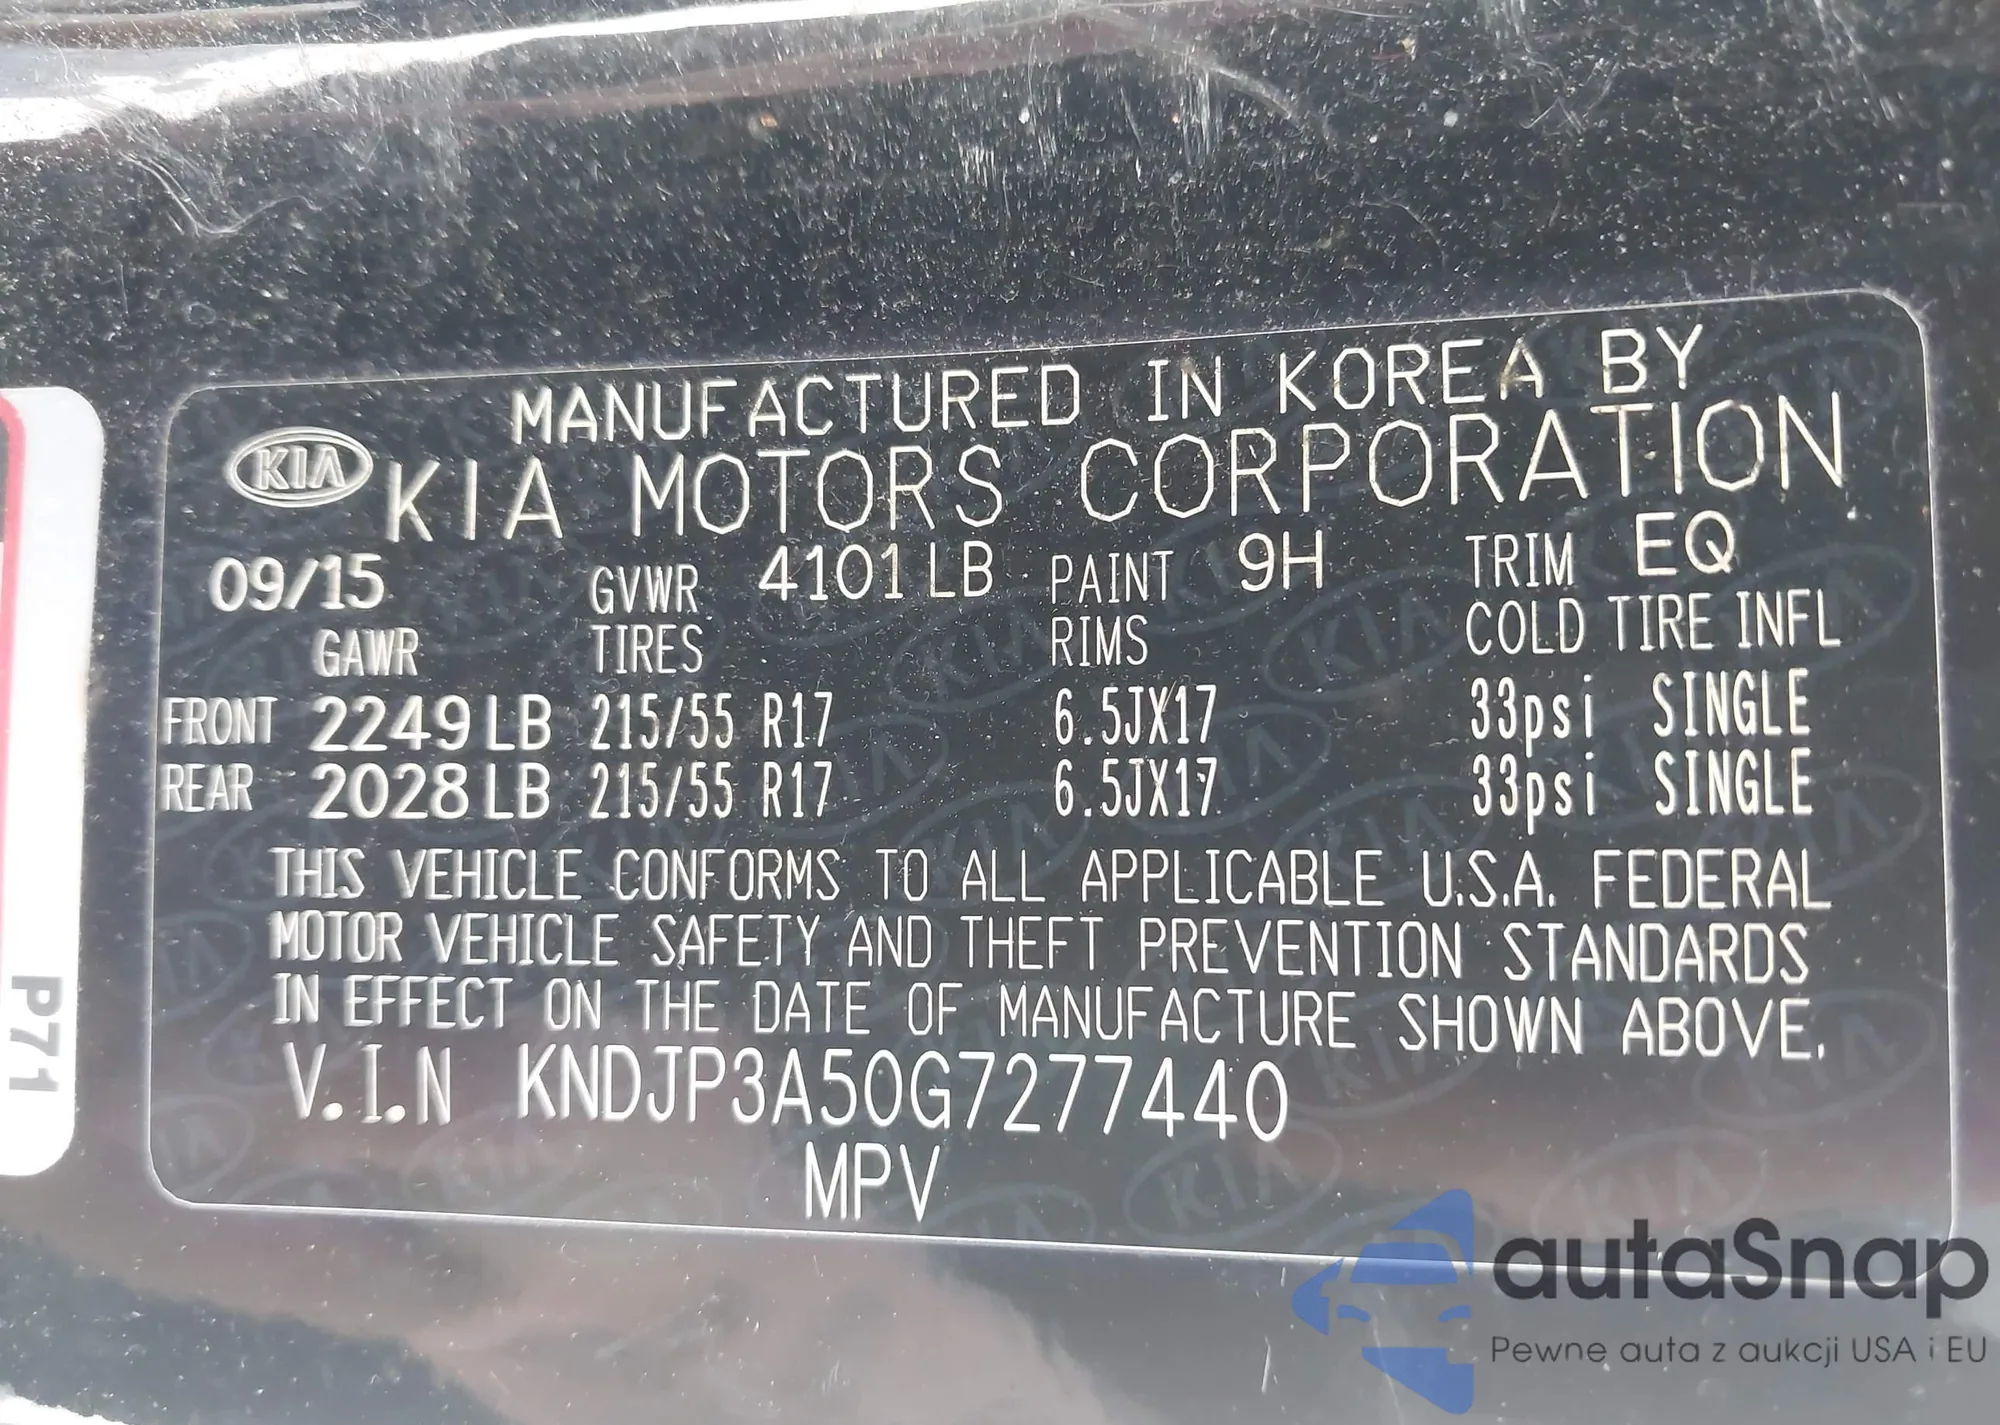 MANUFACTURED IN KOREA BY
KIA KIA MOTORS CORPORATION
09/15 GVWR 4101 LB PAINT 9H TRIM EQ
GAWR TIRES RIMS COLD TIRE INFL
FRONT 2249 LB 215/55 R17 6.5JX17 33psi SINGLE
REAR 2028 LB 215/55 R17 6.5JX17 33psi SINGLE
THIS VEHICLE CONFORMS TO ALL APPLICABLE U.S.A. FEDERAL
MOTOR VEHICLE SAFETY AND THEFT PREVENTION STANDARDS
IN EFFECT ON THE DATE OF MANUFACTURE SHOWN ABOVE.
V.I.N KNDJP3A50G7277440
MPV
P71
autaSnap
Pewne auta z aukcji USA i EU